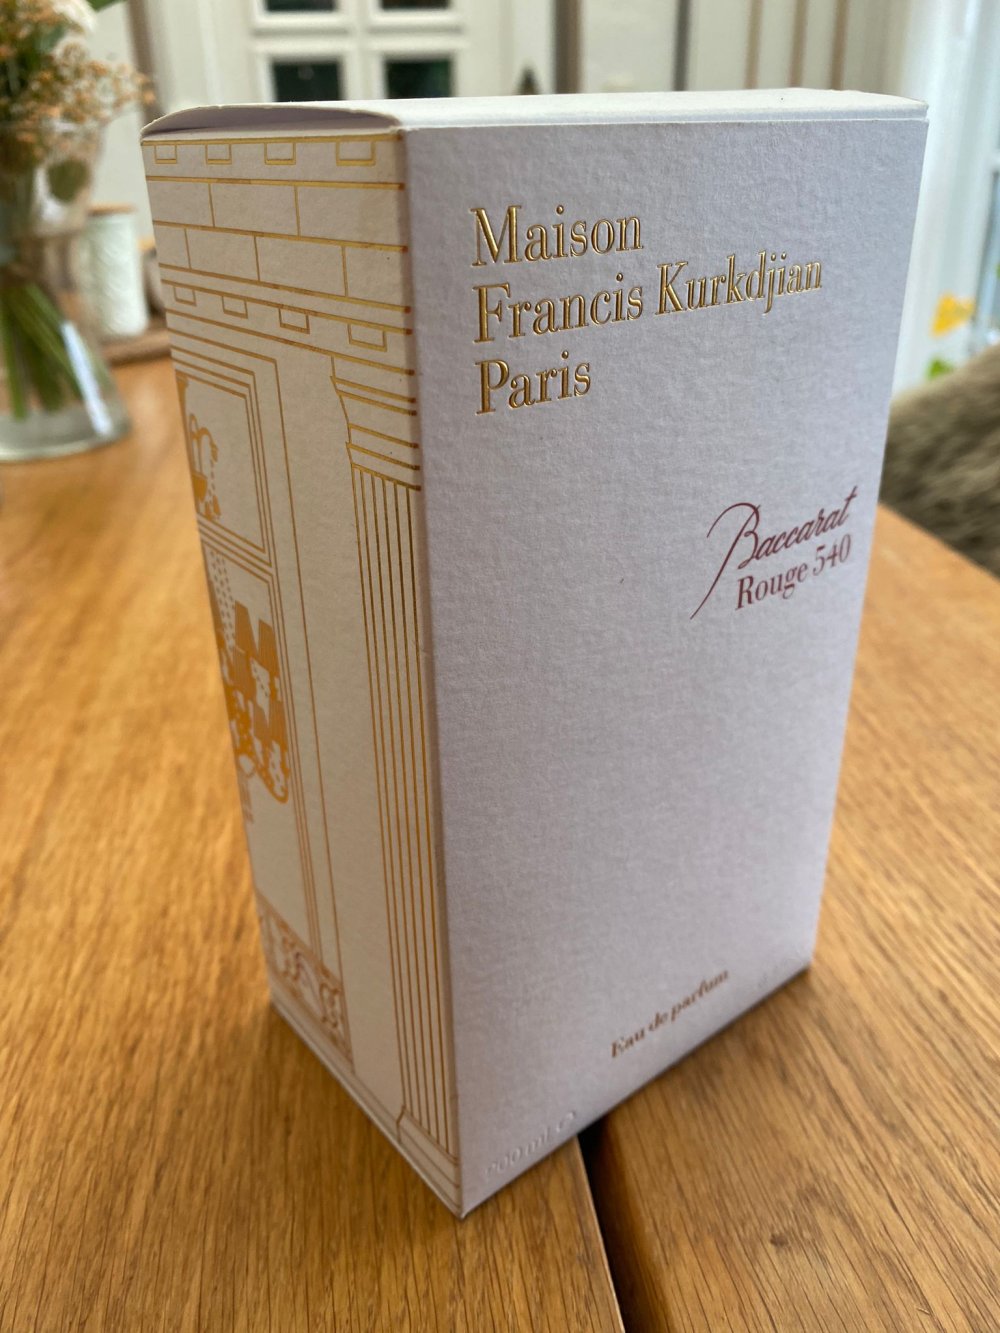 Maison
Francis Kurkdjian
Paris
Baccarat
Rouge 540
Eau de parfum
200 mL e